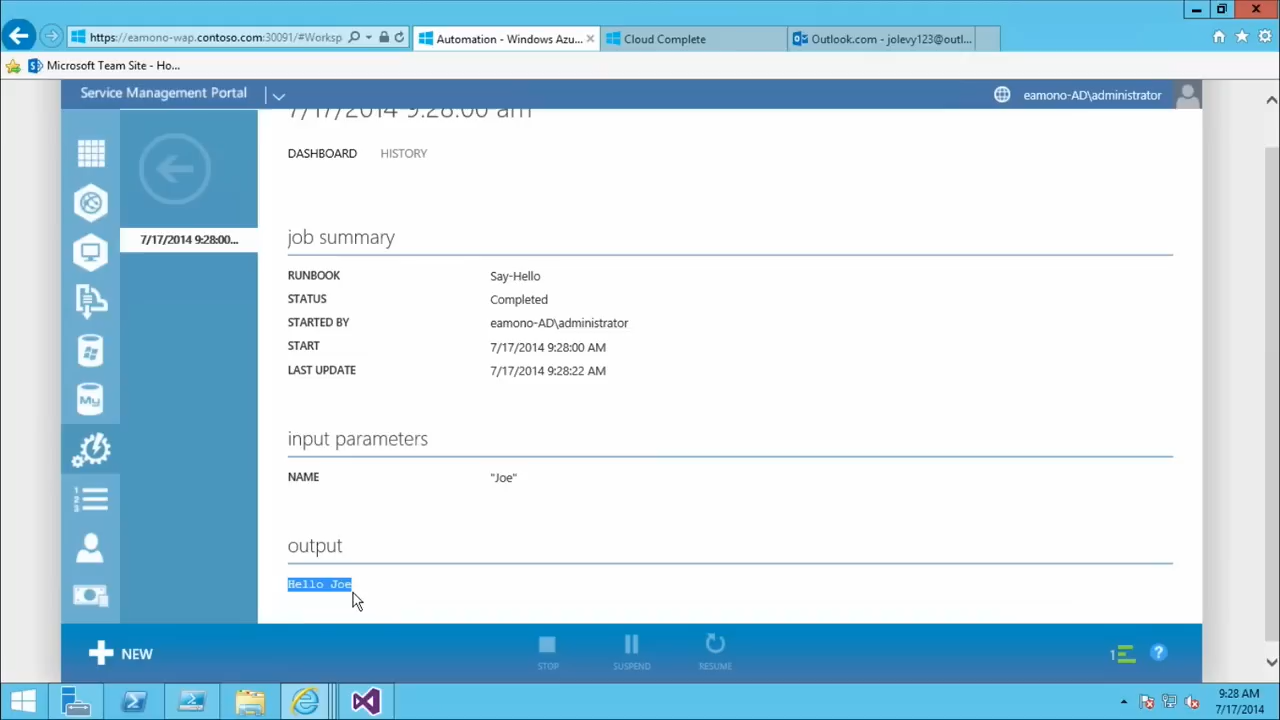 https://eamono-wap.contoso.com:30091/#Worksp
Automation - Windows Azu...
Cloud Complete
Outlook.com - jolevy123@outl...
Microsoft Team Site - Ho...
Service Management Portal
eamono-AD\administrator
7/17/2014 9:28:00 am
DASHBOARD
HISTORY
7/17/2014 9:28:00...
job summary
RUNBOOK
Say-Hello
STATUS
Completed
STARTED BY
eamono-AD\administrator
START
7/17/2014 9:28:00 AM
LAST UPDATE
7/17/2014 9:28:22 AM
input parameters
NAME
"Joe"
output
Hello Joe
NEW
STOP
SUSPEND
RESUME
1
9:28 AM
7/17/2014